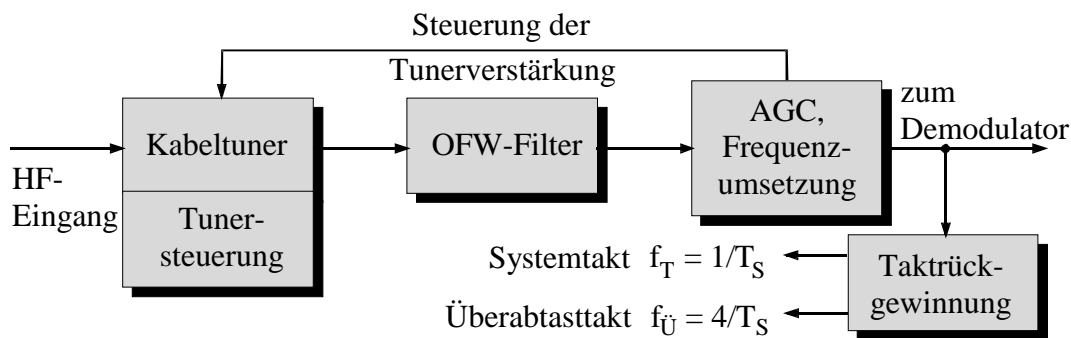 Steuerung der
Tunerverstärkung
Kabeltuner
Tuner-
steuerung
OFW-Filter
AGC,
Frequenz-
umsetzung
zum
Demodulator
HF-
Eingang
Systemtakt f_T = 1/T_S
Überabtasttakt f_Ü = 4/T_S
Taktrück-
gewinnung